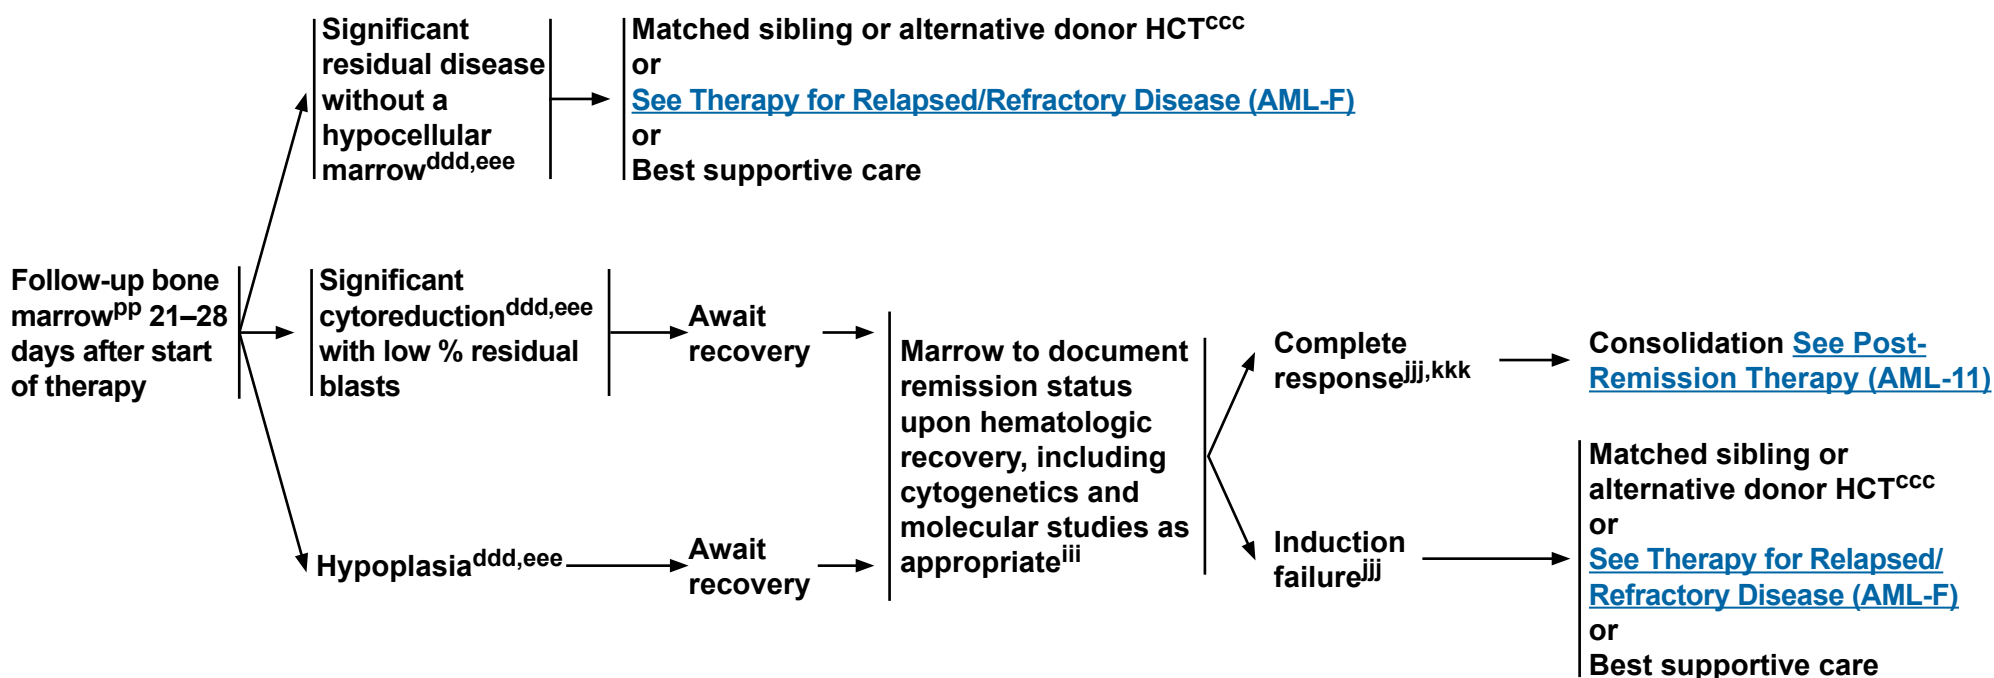 Significant
residual disease
without a
hypocellular
marrowddd,eee
Matched sibling or alternative donor HCTccc
or
See Therapy for Relapsed/Refractory Disease (AML-F)
or
Best supportive care
Follow-up bone
marrowpp 21–28
days after start
of therapy
Significant
cytoreductionddd,eee
with low % residual
blasts
Await
recovery
Hypoplasiaddd,eee
Await
recovery
Marrow to document
remission status
upon hematologic
recovery, including
cytogenetics and
molecular studies as
appropriateiii
Complete
responsejjj,kkk
Consolidation See Post-
Remission Therapy (AML-11)
Induction
failurejjj
Matched sibling or
alternative donor HCTccc
or
See Therapy for Relapsed/
Refractory Disease (AML-F)
or
Best supportive care